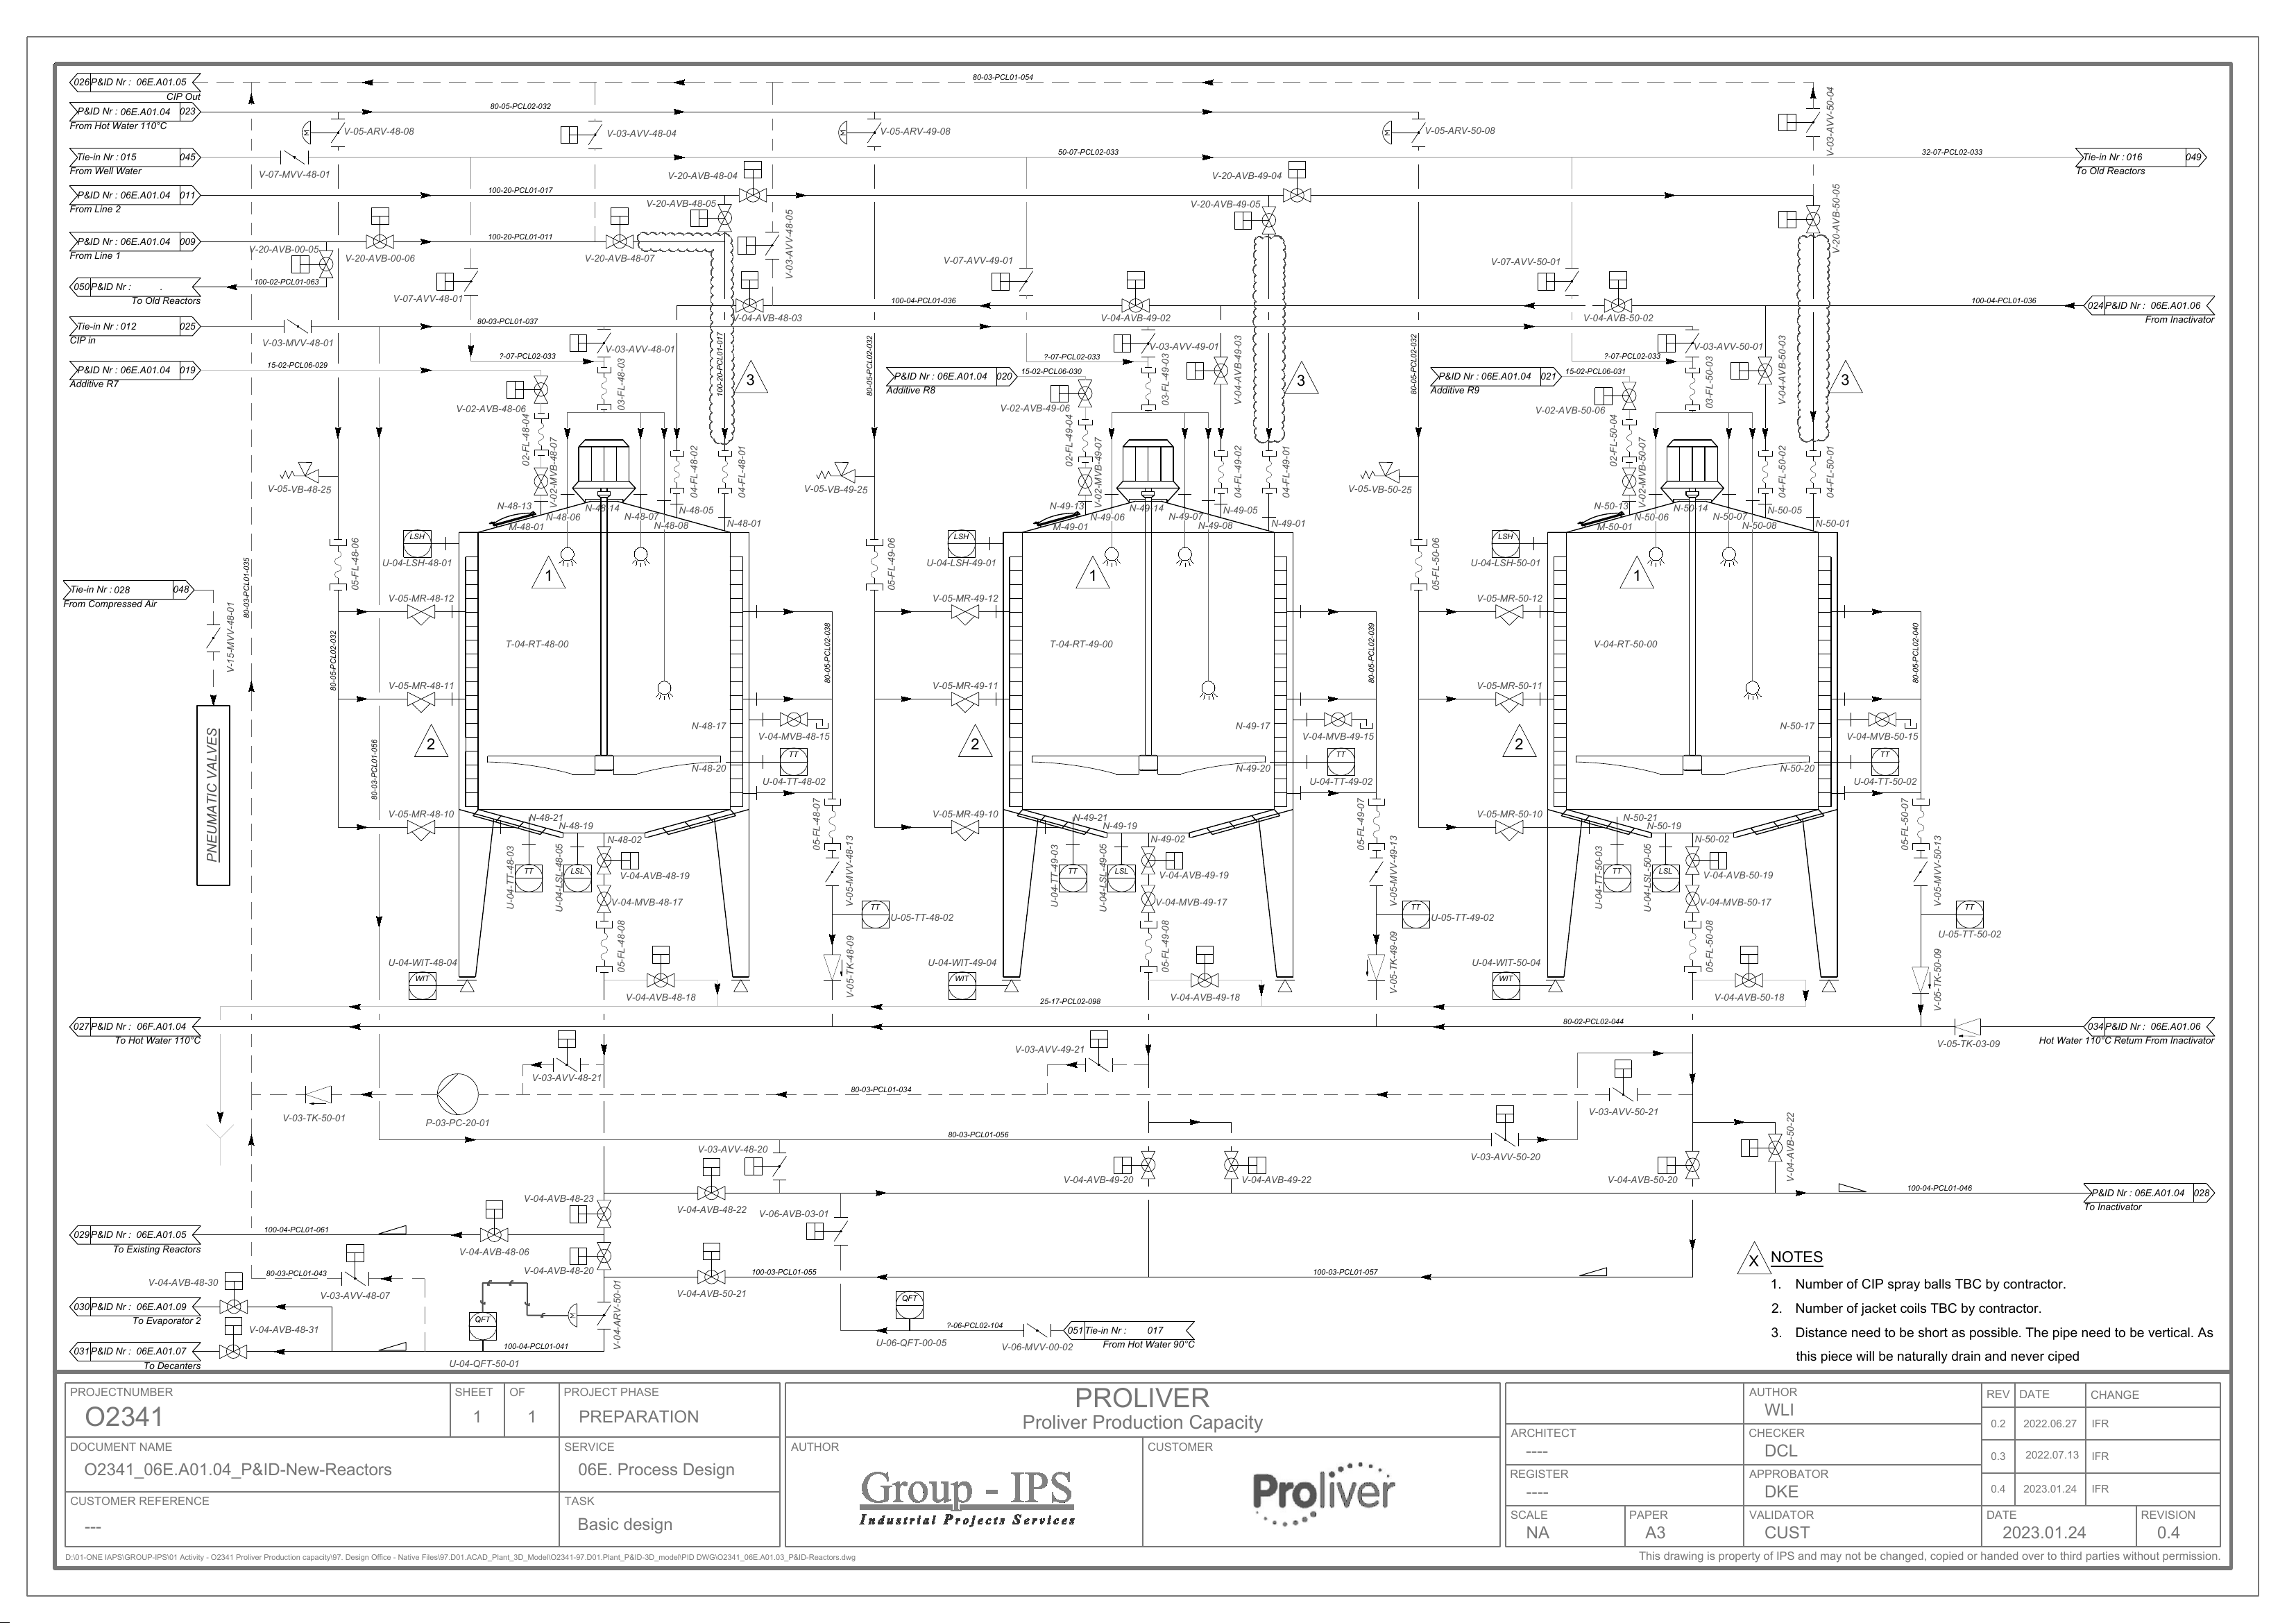 026 P&ID Nr : 06E.A01.05
CIP Out
80-03-PCL01-054
P&ID Nr : 06E.A01.04 023
From Hot Water 110°C
80-05-PCL02-032
V-05-ARV-48-08
V-03-AVV-48-04
V-05-ARV-49-08
V-05-ARV-50-08
V-03-AVV-50-04
Tie-in Nr : 015 045
From Well Water
V-07-MVV-48-01
50-07-PCL02-033
32-07-PCL02-033
Tie-in Nr : 016 049
To Old Reactors
V-20-AVB-48-04
V-20-AVB-49-04
P&ID Nr : 06E.A01.04 011
From Line 2
100-20-PCL01-017
V-20-AVB-48-05
V-03-AVV-48-05
V-20-AVB-49-05
V-20-AVB-50-05
P&ID Nr : 06E.A01.04 009
From Line 1
V-20-AVB-00-05
V-20-AVB-00-06
100-20-PCL01-011
V-20-AVB-48-07
050 P&ID Nr : .
To Old Reactors
100-02-PCL01-063
V-07-AVV-48-01
V-07-AVV-49-01
V-07-AVV-50-01
V-04-AVB-48-03
100-04-PCL01-036
V-04-AVB-49-02
V-04-AVB-50-02
100-04-PCL01-036
024 P&ID Nr : 06E.A01.06
From Inactivator
Tie-in Nr : 012 025
CIP in
V-03-MVV-48-01
80-03-PCL01-037
V-03-AVV-48-01
V-03-AVV-49-01
V-03-AVV-50-01
?-07-PCL02-033
?-07-PCL02-033
?-07-PCL02-033
P&ID Nr : 06E.A01.04 019
Additive R7
15-02-PCL06-029
V-02-AVB-48-06
03-FL-48-03
100-20-PCL01-017
3
80-05-PCL02-032
P&ID Nr : 06E.A01.04 020
Additive R8
15-02-PCL06-030
V-02-AVB-49-06
03-FL-49-03
V-04-AVB-49-03
3
80-05-PCL02-032
P&ID Nr : 06E.A01.04 021
Additive R9
15-02-PCL06-031
V-02-AVB-50-06
03-FL-50-03
V-04-AVB-50-03
3
02-FL-48-04
V-02-MVB-48-07
04-FL-48-02
04-FL-48-01
02-FL-49-04
V-02-MVB-49-07
04-FL-49-02
04-FL-49-01
02-FL-50-04
V-02-MVB-50-07
04-FL-50-02
04-FL-50-01
V-05-VB-48-25
V-05-VB-49-25
V-05-VB-50-25
N-48-13
M-48-01
N-48-06
N-48-14
N-48-07
N-48-08
N-48-05
N-48-01
N-49-13
M-49-01
N-49-06
N-49-14
N-49-07
N-49-08
N-49-05
N-49-01
N-50-13
M-50-01
N-50-06
N-50-14
N-50-07
N-50-08
N-50-05
N-50-01
05-FL-48-06
LSH
U-04-LSH-48-01
1
05-FL-49-06
LSH
U-04-LSH-49-01
1
05-FL-50-06
LSH
U-04-LSH-50-01
1
Tie-in Nr : 028 048
From Compressed Air
V-15-MVV-48-01
80-03-PCL01-035
PNEUMATIC VALVES
V-05-MR-48-12
V-05-MR-49-12
V-05-MR-50-12
80-05-PCL02-032
T-04-RT-48-00
80-05-PCL02-038
T-04-RT-49-00
80-05-PCL02-039
V-04-RT-50-00
80-05-PCL02-040
V-05-MR-48-11
V-05-MR-49-11
V-05-MR-50-11
80-03-PCL01-056
2
N-48-17
V-04-MVB-48-15
2
N-49-17
V-04-MVB-49-15
2
N-50-17
V-04-MVB-50-15
N-48-20
TT
U-04-TT-48-02
N-49-20
TT
U-04-TT-49-02
N-50-20
TT
U-04-TT-50-02
V-05-MR-48-10
N-48-21
N-48-19
N-48-02
05-FL-48-07
V-05-MR-49-10
N-49-21
N-49-19
N-49-02
05-FL-49-07
V-05-MR-50-10
N-50-21
N-50-19
N-50-02
05-FL-50-07
U-04-TT-48-03
TT
U-04-LSL-48-05
LSL
V-04-AVB-48-19
V-04-MVB-48-17
V-05-MVV-48-13
U-04-TT-49-03
TT
U-04-LSL-49-05
LSL
V-04-AVB-49-19
V-04-MVB-49-17
V-05-MVV-49-13
U-04-TT-50-03
TT
U-04-LSL-50-05
LSL
V-04-AVB-50-19
V-04-MVB-50-17
V-05-MVV-50-13
TT
U-05-TT-48-02
TT
U-05-TT-49-02
TT
U-05-TT-50-02
U-04-WIT-48-04
WIT
05-FL-48-08
V-04-AVB-48-18
V-05-TK-48-09
U-04-WIT-49-04
WIT
05-FL-49-08
V-04-AVB-49-18
V-05-TK-49-09
U-04-WIT-50-04
WIT
05-FL-50-08
V-04-AVB-50-18
V-05-TK-50-09
25-17-PCL02-098
027 P&ID Nr : 06F.A01.04
To Hot Water 110°C
80-02-PCL02-044
V-05-TK-03-09
034 P&ID Nr : 06E.A01.06
Hot Water 110°C Return From Inactivator
V-03-AVV-48-21
V-03-AVV-49-21
V-03-TK-50-01
P-03-PC-20-01
80-03-PCL01-034
V-03-AVV-50-21
80-03-PCL01-056
V-03-AVV-48-20
V-03-AVV-50-20
V-04-AVB-50-22
V-04-AVB-49-20
V-04-AVB-49-22
V-04-AVB-50-20
V-04-AVB-48-23
V-04-AVB-48-22
V-06-AVB-03-01
100-04-PCL01-046
P&ID Nr : 06E.A01.04 028
To Inactivator
029 P&ID Nr : 06E.A01.05
To Existing Reactors
100-04-PCL01-061
V-04-AVB-48-06
V-04-AVB-48-20
V-04-AVB-50-21
100-03-PCL01-055
100-03-PCL01-057
V-04-AVB-48-30
80-03-PCL01-043
V-03-AVV-48-07
030 P&ID Nr : 06E.A01.09
To Evaporator 2
V-04-AVB-48-31
QFT
M
V-04-ARV-50-01
QFT
U-06-QFT-00-05
?-06-PCL02-104
V-06-MVV-00-02
051 Tie-in Nr : 017
From Hot Water 90°C
031 P&ID Nr : 06E.A01.07
To Decanters
100-04-PCL01-041
U-04-QFT-50-01
X NOTES
1. Number of CIP spray balls TBC by contractor.
2. Number of jacket coils TBC by contractor.
3. Distance need to be short as possible. The pipe need to be vertical. As
this piece will be naturally drain and never ciped
PROJECTNUMBER
O2341
SHEET
1
OF
1
PROJECT PHASE
PREPARATION
DOCUMENT NAME
O2341_06E.A01.04_P&ID-New-Reactors
SERVICE
06E. Process Design
CUSTOMER REFERENCE
---
TASK
Basic design
PROLIVER
Proliver Production Capacity
AUTHOR
Group - IPS
Industrial Projects Services
CUSTOMER
Proliver
ARCHITECT
----
REGISTER
----
SCALE
NA
PAPER
A3
AUTHOR
WLI
CHECKER
DCL
APPROBATOR
DKE
VALIDATOR
CUST
REV DATE CHANGE
0.2 2022.06.27 IFR
0.3 2022.07.13 IFR
0.4 2023.01.24 IFR
DATE
2023.01.24
REVISION
0.4
D:\01-ONE IAPS\GROUP-IPS\01 Activity - O2341 Proliver Production capacity\97. Design Office - Native Files\97.D01.ACAD_Plant_3D_Model\O2341-97.D01.Plant_P&ID-3D_model\PID DWG\O2341_06E.A01.03_P&ID-Reactors.dwg
This drawing is property of IPS and may not be changed, copied or handed over to third parties without permission.